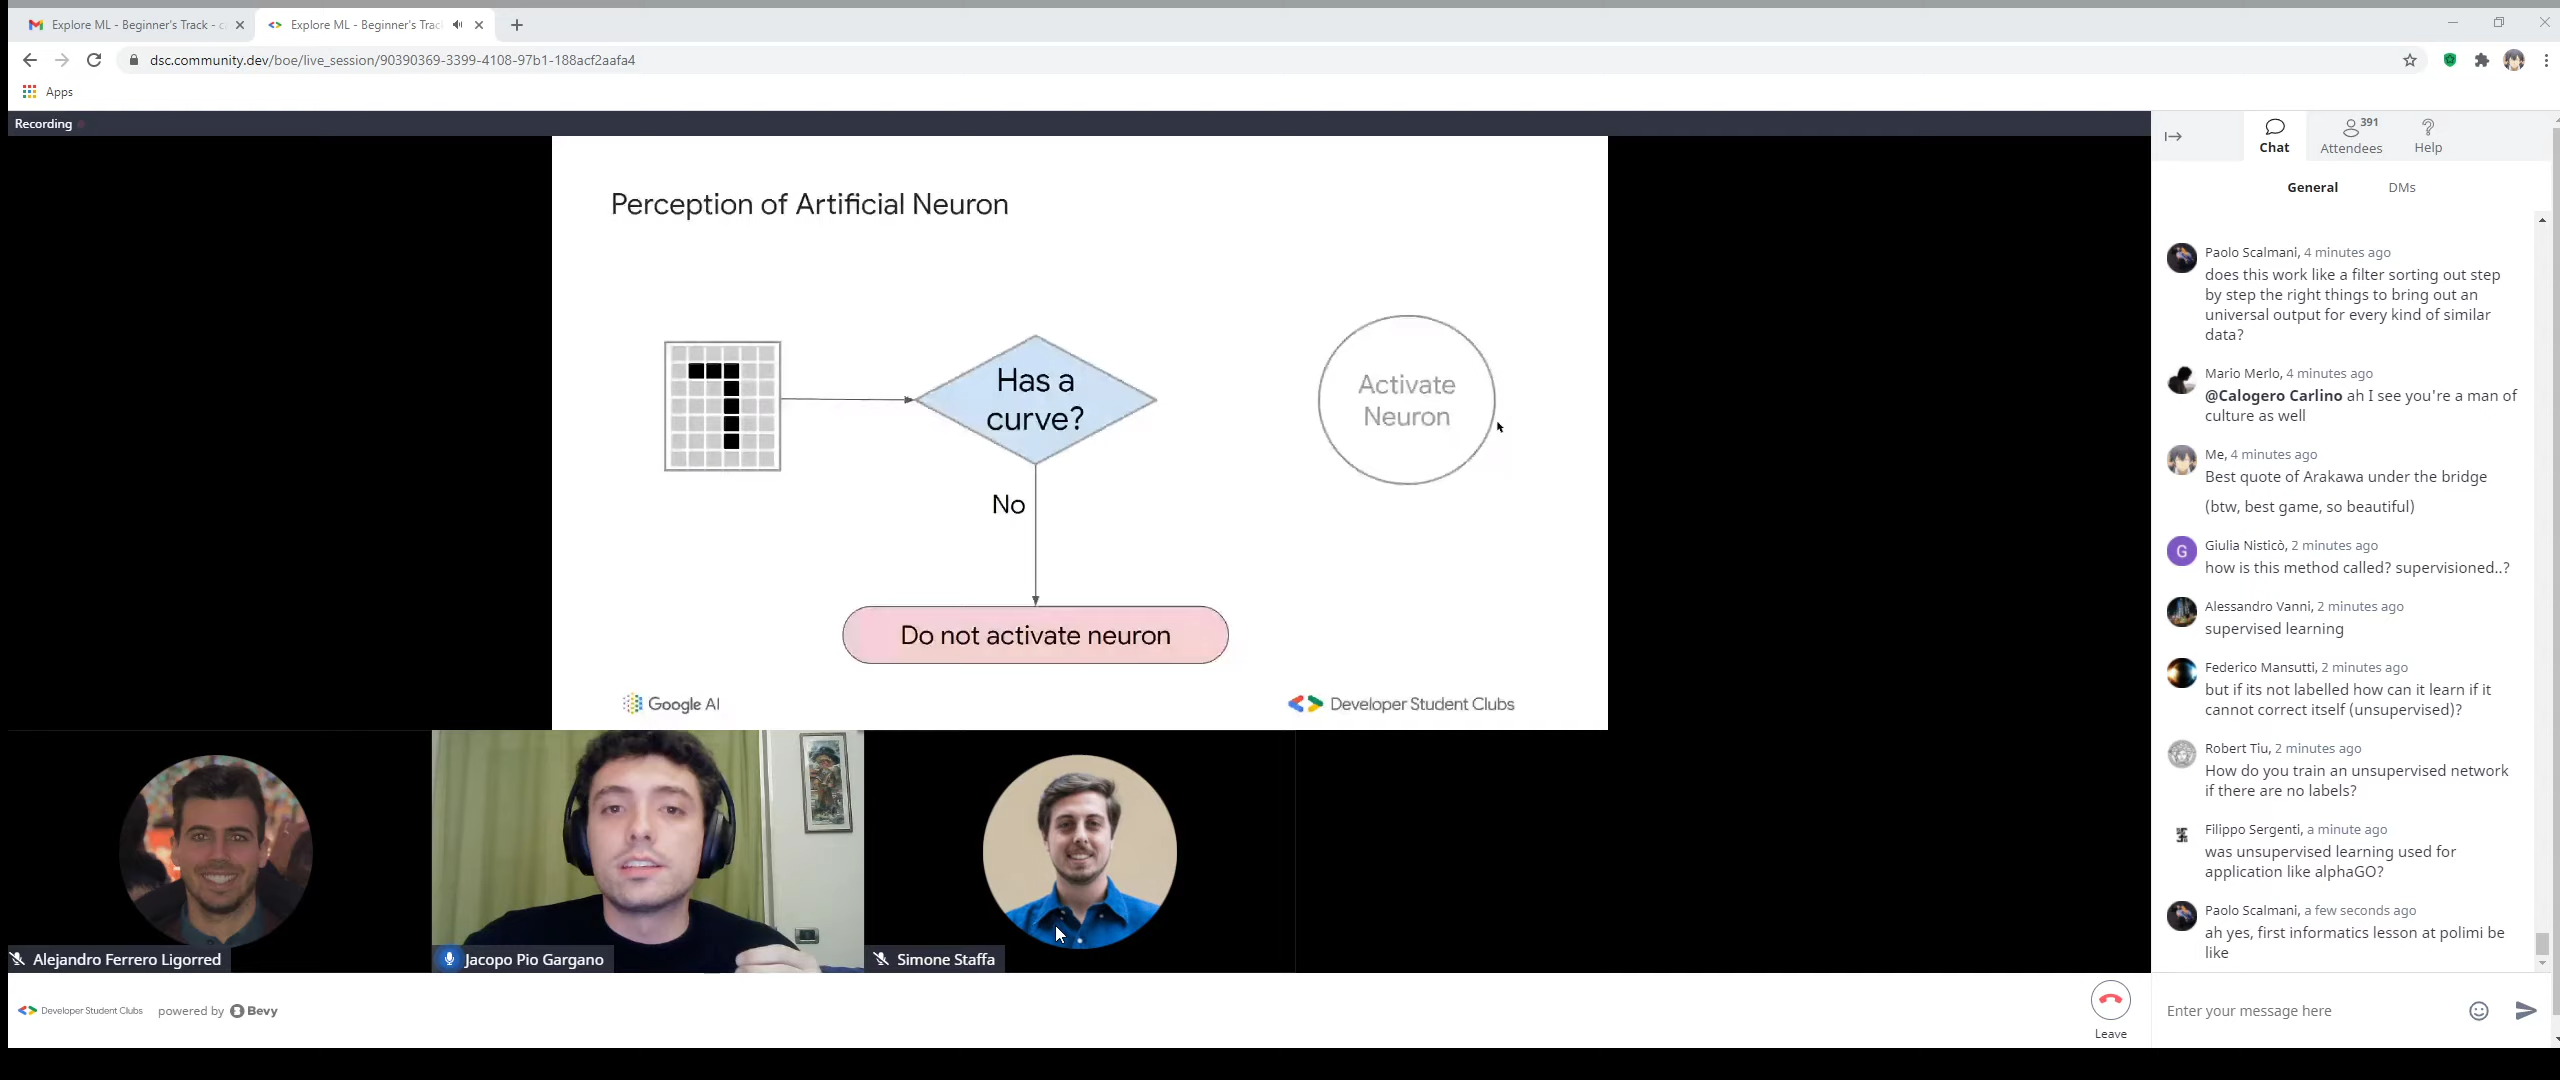 Explore ML - Beginner's Track - c
Explore ML - Beginner's Trac
dsc.community.dev/boe/live_session/90390369-3399-4108-97b1-188acf2aafa4
Apps
Recording
Perception of Artificial Neuron
Has a
curve?
Activate
Neuron
No
Do not activate neuron
Google AI
Developer Student Clubs
Alejandro Ferrero Ligorred
Jacopo Pio Gargano
Simone Staffa
Developer Student Clubs powered by Bevy
Leave
Chat
391
Attendees
Help
General
DMs
Paolo Scalmani, 4 minutes ago
does this work like a filter sorting out step
by step the right things to bring out an
universal output for every kind of similar
data?
Mario Merlo, 4 minutes ago
@Calogero Carlino ah I see you're a man of
culture as well
Me, 4 minutes ago
Best quote of Arakawa under the bridge
(btw, best game, so beautiful)
G
Giulia Nisticò, 2 minutes ago
how is this method called? supervisioned..?
Alessandro Vanni, 2 minutes ago
supervised learning
Federico Mansutti, 2 minutes ago
but if its not labelled how can it learn if it
cannot correct itself (unsupervised)?
Robert Tiu, 2 minutes ago
How do you train an unsupervised network
if there are no labels?
Filippo Sergenti, a minute ago
was unsupervised learning used for
application like alphaGO?
Paolo Scalmani, a few seconds ago
ah yes, first informatics lesson at polimi be
like
Enter your message here